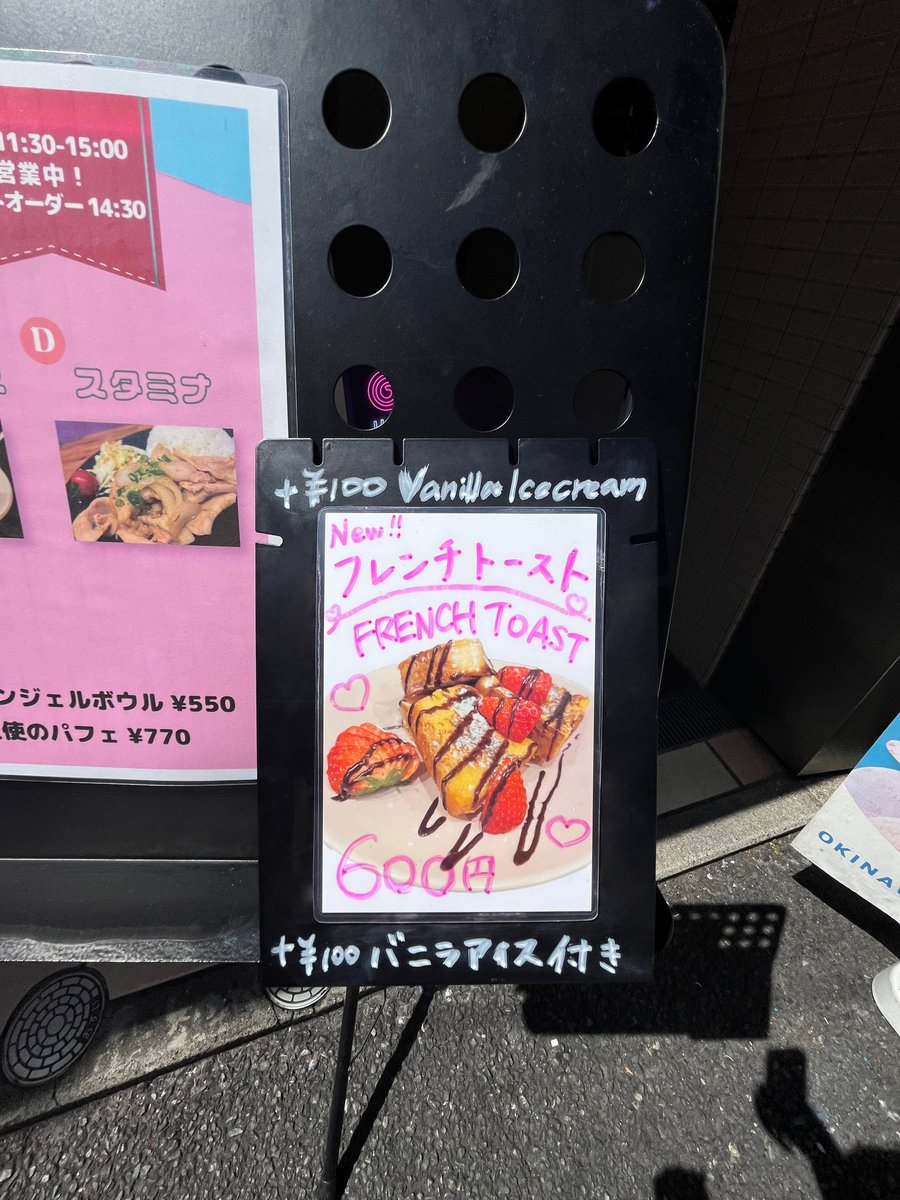 11:30-15:00
営業中！
オーダー 14:30
D
スタミナ
ンジェルボウル ¥550
使のパフェ ¥770
+¥100 Vanilla Icecream
New!!
フレンチトースト
FRENCH TOAST
600円
+¥100 バニラアイス付き
OKINA